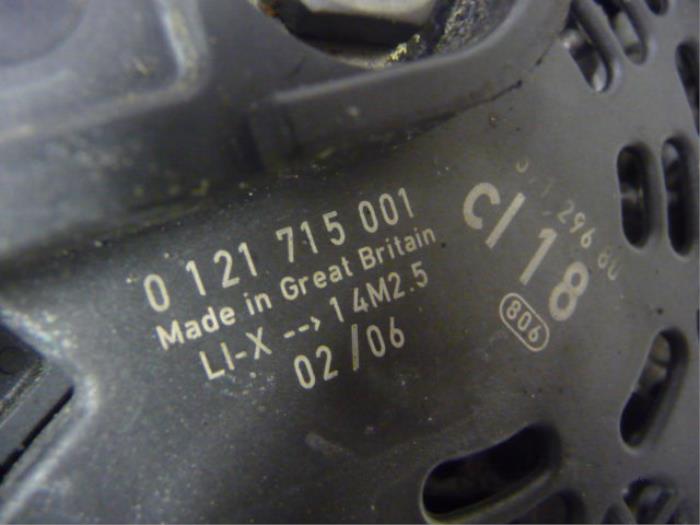 0 121 715 001
Made in Great Britain
LI-X --> 14M2.5
02/06
C/18
806